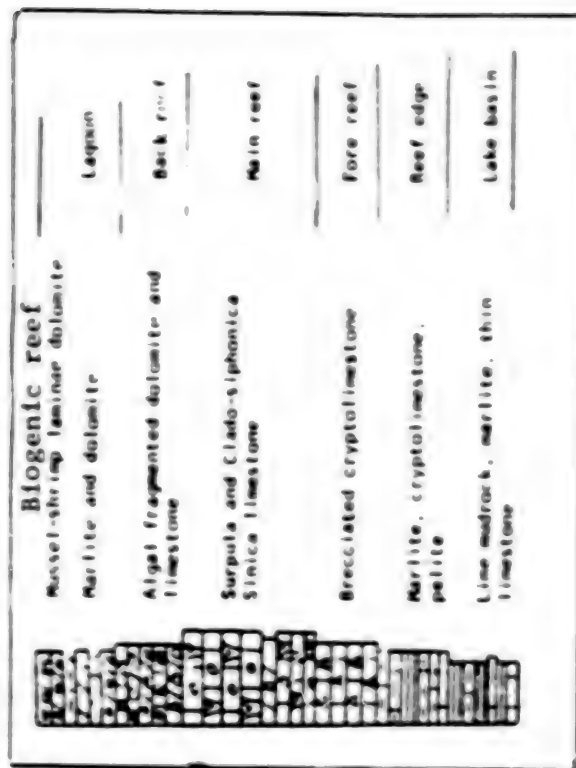 Biogenic reef
Mussel-shrimp laminar dolomite
Marlite and dolomite
Lagoon
Algal fragmented dolomite and
limestone
Back reef
Surpula and Clado-siphonica
Sinica limestone
Main reef
Brecciated cryptolimestone
Fore reef
Marlite, cryptolimestone,
pelite
Reef edge
Lime mudrock, marlite, thin
limestone
Lake basin